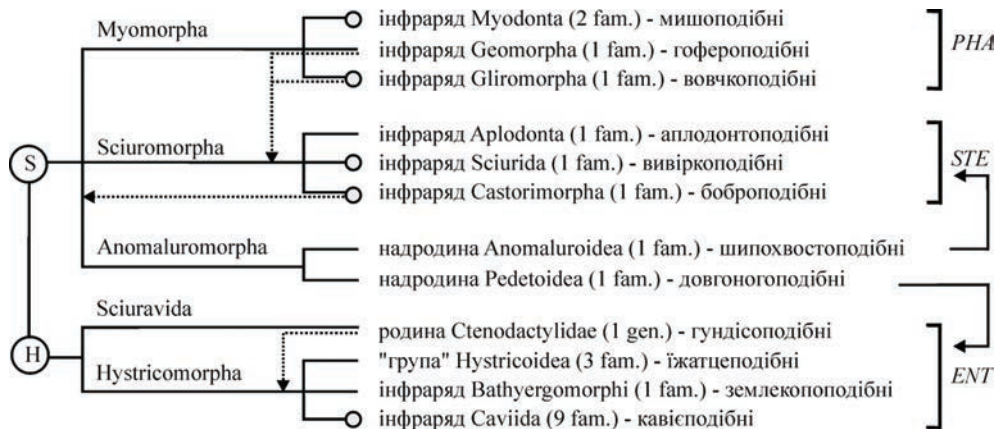 Myomorpha
інфраряд Myodonta (2 fam.) - мишоподібні
інфраряд Geomorpha (1 fam.) - гофероподібні
інфраряд Gliromorpha (1 fam.) - вовчкоподібні
PHA
S
Sciuromorpha
інфраряд Aplodonta (1 fam.) - аплодонтоподібні
інфраряд Sciurida (1 fam.) - вивіркоподібні
інфраряд Castorimorpha (1 fam.) - боброподібні
STE
Anomaluromorpha
надродина Anomaluroidea (1 fam.) - шипохвостоподібні
надродина Pedetoidea (1 fam.) - довгоногоподібні
H
Sciuravida
родина Ctenodactylidae (1 gen.) - гундісоподібні
Hystricomorpha
"група" Hystricoidea (3 fam.) - їжатцеподібні
інфраряд Bathyergomorphi (1 fam.) - землекопоподібні
інфраряд Caviida (9 fam.) - кавієподібні
ENT